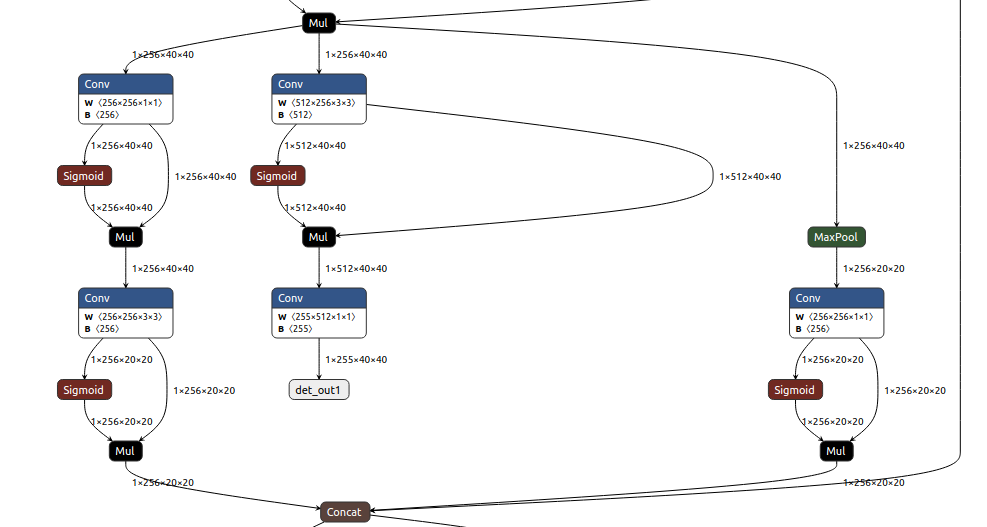 Mul
1×256×40×40
1×256×40×40
Conv
W 〈256×256×1×1〉
B 〈256〉
Conv
W 〈512×256×3×3〉
B 〈512〉
1×256×40×40
1×512×40×40
1×256×40×40
Sigmoid
1×256×40×40
Sigmoid
1×512×40×40
1×256×40×40
1×512×40×40
Mul
Mul
MaxPool
1×256×40×40
1×512×40×40
1×256×20×20
Conv
W 〈256×256×3×3〉
B 〈256〉
Conv
W 〈255×512×1×1〉
B 〈255〉
Conv
W 〈256×256×1×1〉
B 〈256〉
1×256×20×20
1×255×40×40
1×256×20×20
Sigmoid
1×256×20×20
det_out1
Sigmoid
1×256×20×20
1×256×20×20
1×256×20×20
Mul
Mul
1×256×20×20
1×256×20×20
Concat